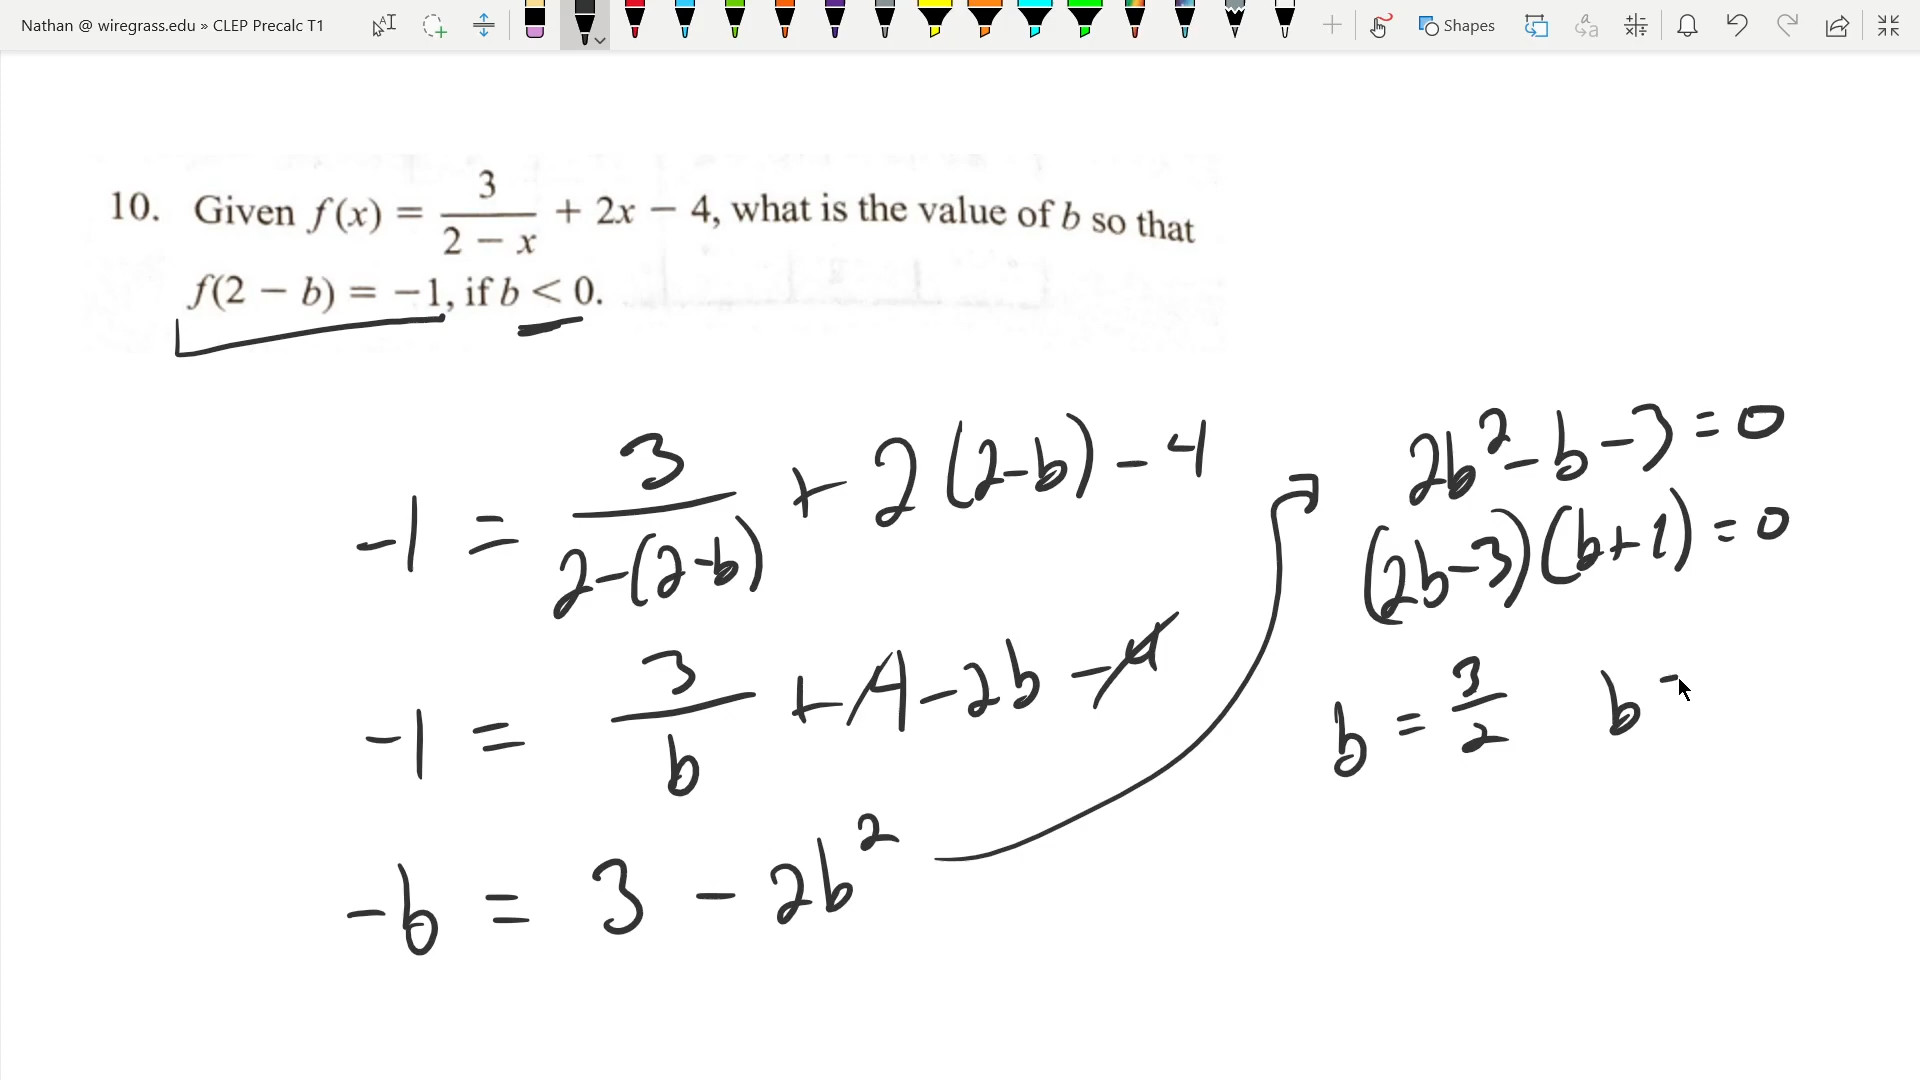 Nathan @ wiregrass.edu » CLEP Precalc T1
Shapes
10. Given f(x) = 3/(2 − x) + 2x − 4, what is the value of b so that
f(2 − b) = −1, if b < 0.
-1 = 3/(2-(2-b)) + 2(2-b) - 4
-1 = 3/b + 4 - 2b - 4
-b = 3 - 2b²
2b² - b - 3 = 0
(2b-3)(b+1) = 0
b = 3/2 b